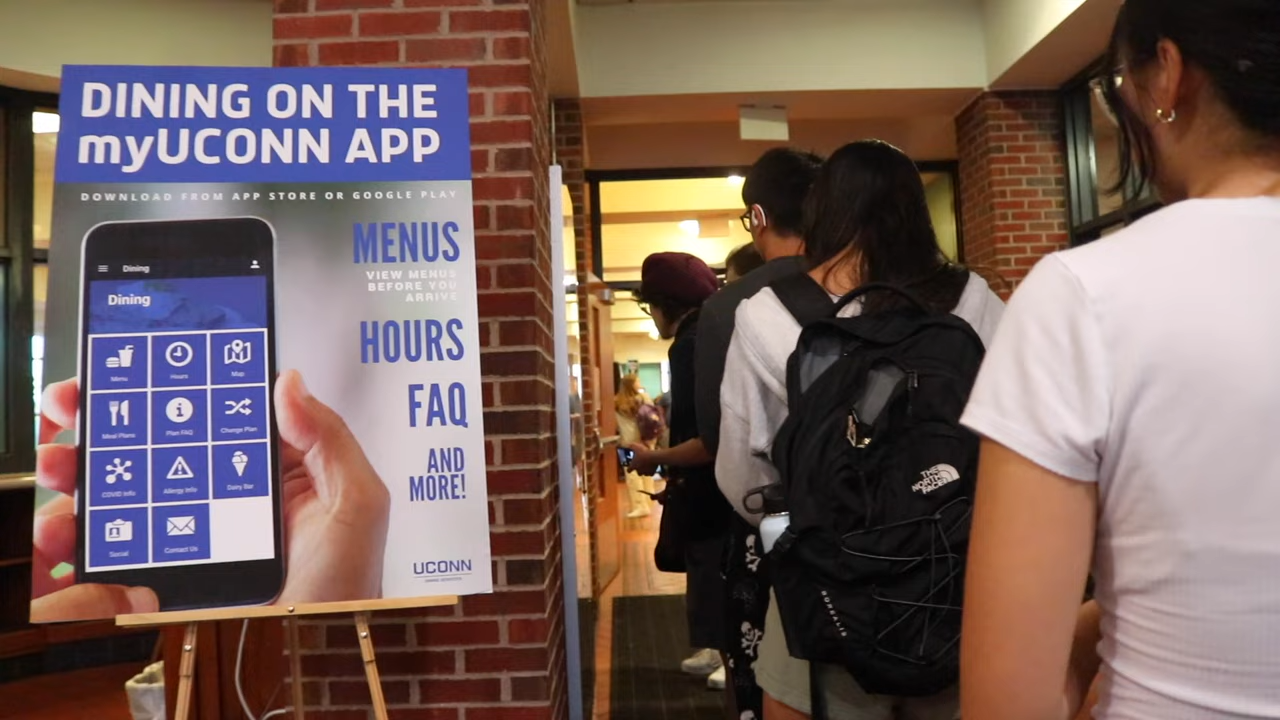 DINING ON THE
myUCONN APP
DOWNLOAD FROM APP STORE OR GOOGLE PLAY
MENUS
VIEW MENUS
BEFORE YOU
ARRIVE
HOURS
FAQ
AND
MORE!
UCONN
Dining
Dining
Menu
Hours
Map
Meal Plans
Plan FAQ
Change Plan
COVID Info
Allergy Info
Dairy Bar
Social
Contact Us
THE
NORTH
FACE
BOREALIS